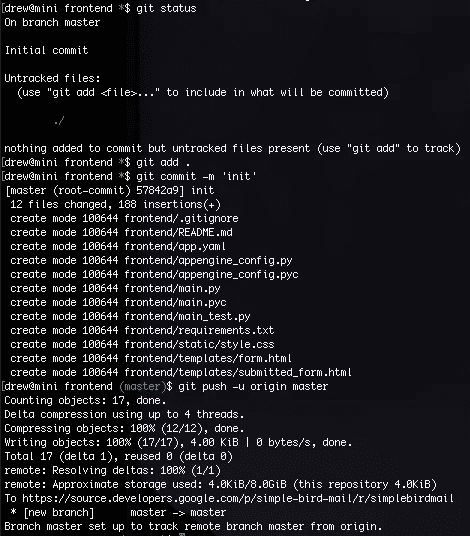 [drew@mini frontend *$ git status
On branch master
Initial commit
Untracked files:
(use "git add <file>..." to include in what will be committed)
./
nothing added to commit but untracked files present (use "git add" to track)
[drew@mini frontend *$ git add .
[drew@mini frontend *$ git commit -m 'init'
[master (root-commit) 57842a9] init
12 files changed, 188 insertions(+)
create mode 100644 frontend/.gitignore
create mode 100644 frontend/README.md
create mode 100644 frontend/app.yaml
create mode 100644 frontend/appengine_config.py
create mode 100644 frontend/appengine_config.pyc
create mode 100644 frontend/main.py
create mode 100644 frontend/main.pyc
create mode 100644 frontend/main_test.py
create mode 100644 frontend/requirements.txt
create mode 100644 frontend/static/style.css
create mode 100644 frontend/templates/form.html
create mode 100644 frontend/templates/submitted_form.html
[drew@mini frontend (master)$ git push -u origin master
Counting objects: 17, done.
Delta compression using up to 4 threads.
Compressing objects: 100% (12/12), done.
Writing objects: 100% (17/17), 4.00 KiB | 0 bytes/s, done.
Total 17 (delta 1), reused 0 (delta 0)
remote: Resolving deltas: 100% (1/1)
remote: Approximate storage used: 4.0KiB/8.0GiB (this repository 4.0KiB)
To https://source.developers.google.com/p/simple-bird-mail/r/simplebirdmail
* [new branch] master -> master
Branch master set up to track remote branch master from origin.